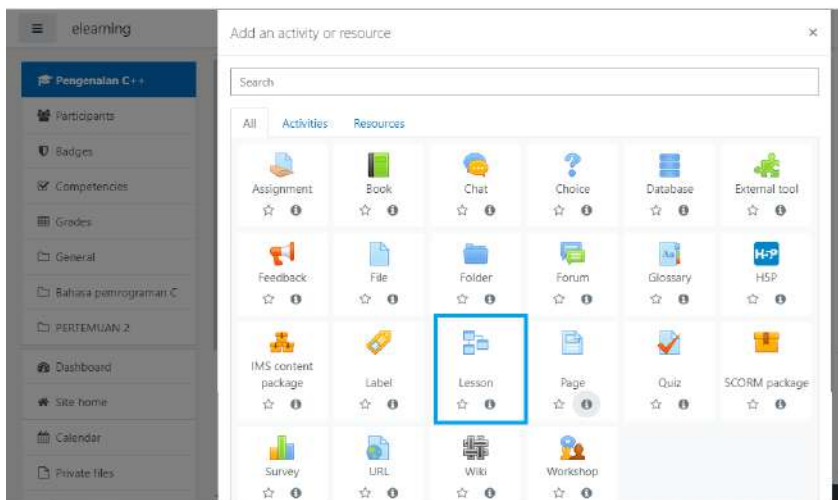 elearning
Pengenalan C++
Participants
Badges
Competencies
Grades
General
Bahasa pemrograman C
PERTEMUAN 2
Dashboard
Site home
Calendar
Private files
Add an activity or resource
×
Search
All Activities Resources
Assignment Book Chat Choice Database External tool
Feedback File Folder Forum Glossary H5P
IMS content
package Label Lesson Page Quiz SCORM package
Survey URL Wiki Workshop